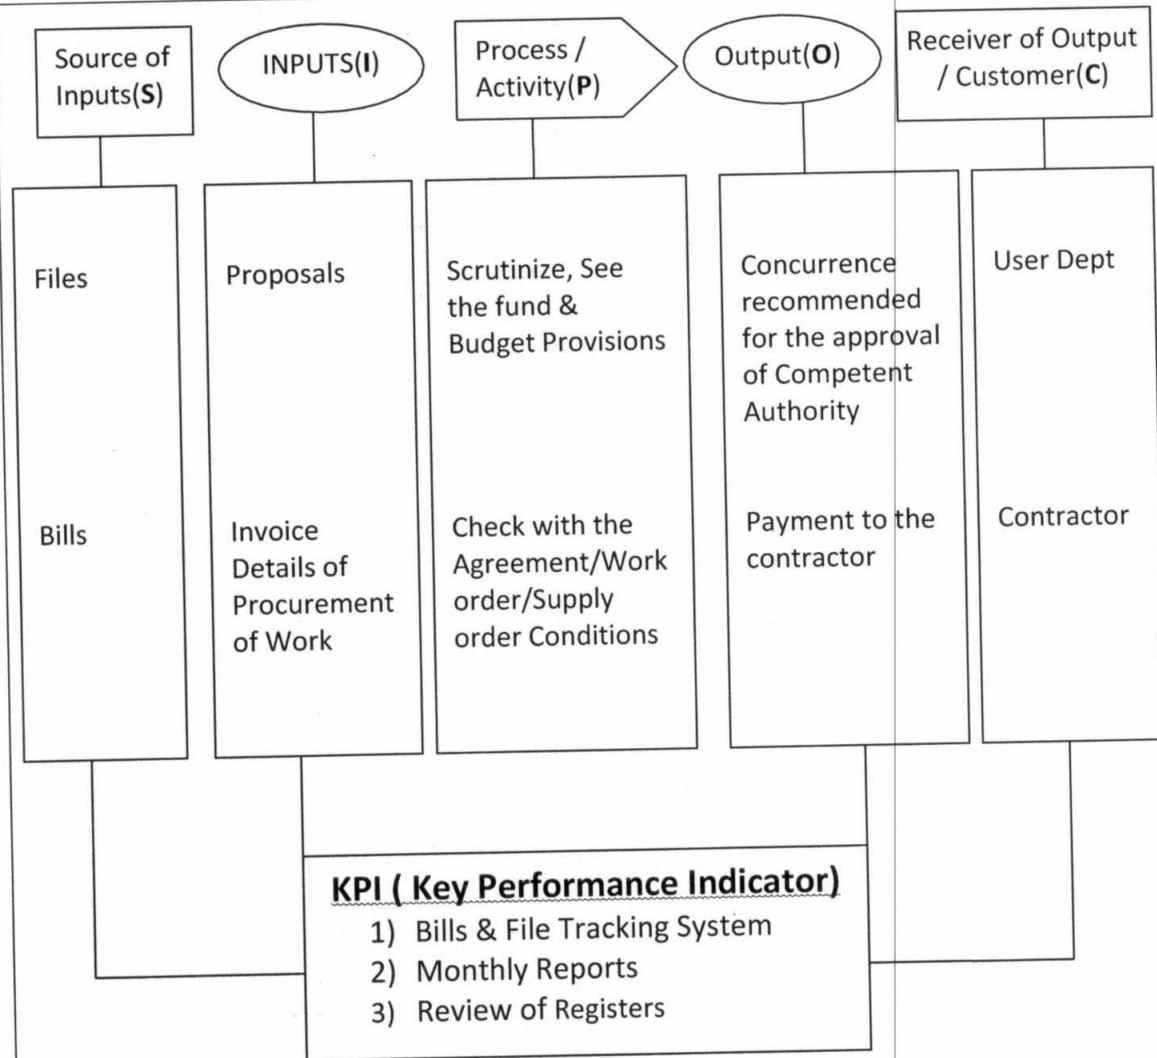 Source of
Inputs(S)
INPUTS(I)
Process /
Activity(P)
Output(O)
Receiver of Output
/ Customer(C)
Files
Proposals
Scrutinize, See
the fund &
Budget Provisions
Concurrence
recommended
for the approval
of Competent
Authority
User Dept
Bills
Invoice
Details of
Procurement
of Work
Check with the
Agreement/Work
order/Supply
order Conditions
Payment to the
contractor
Contractor
KPI ( Key Performance Indicator)
1) Bills & File Tracking System
2) Monthly Reports
3) Review of Registers